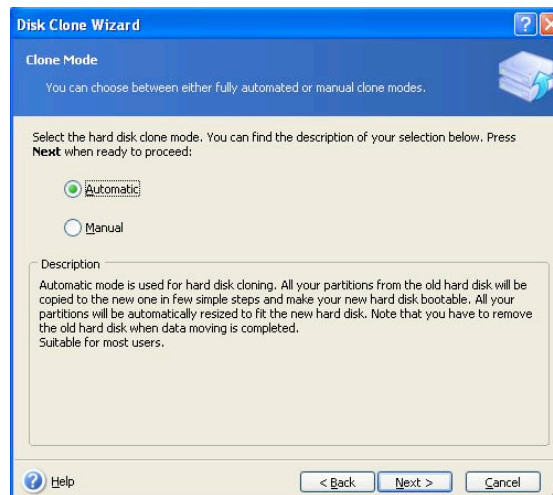 Disk Clone Wizard
Clone Mode
You can choose between either fully automated or manual clone modes.
Select the hard disk clone mode. You can find the description of your selection below. Press
Next when ready to proceed:
Automatic
Manual
Description
Automatic mode is used for hard disk cloning. All your partitions from the old hard disk will be
copied to the new one in few simple steps and make your new hard disk bootable. All your
partitions will be automatically resized to fit the new hard disk. Note that you have to remove
the old hard disk when data moving is completed.
Suitable for most users.
Help
< Back
Next >
Cancel